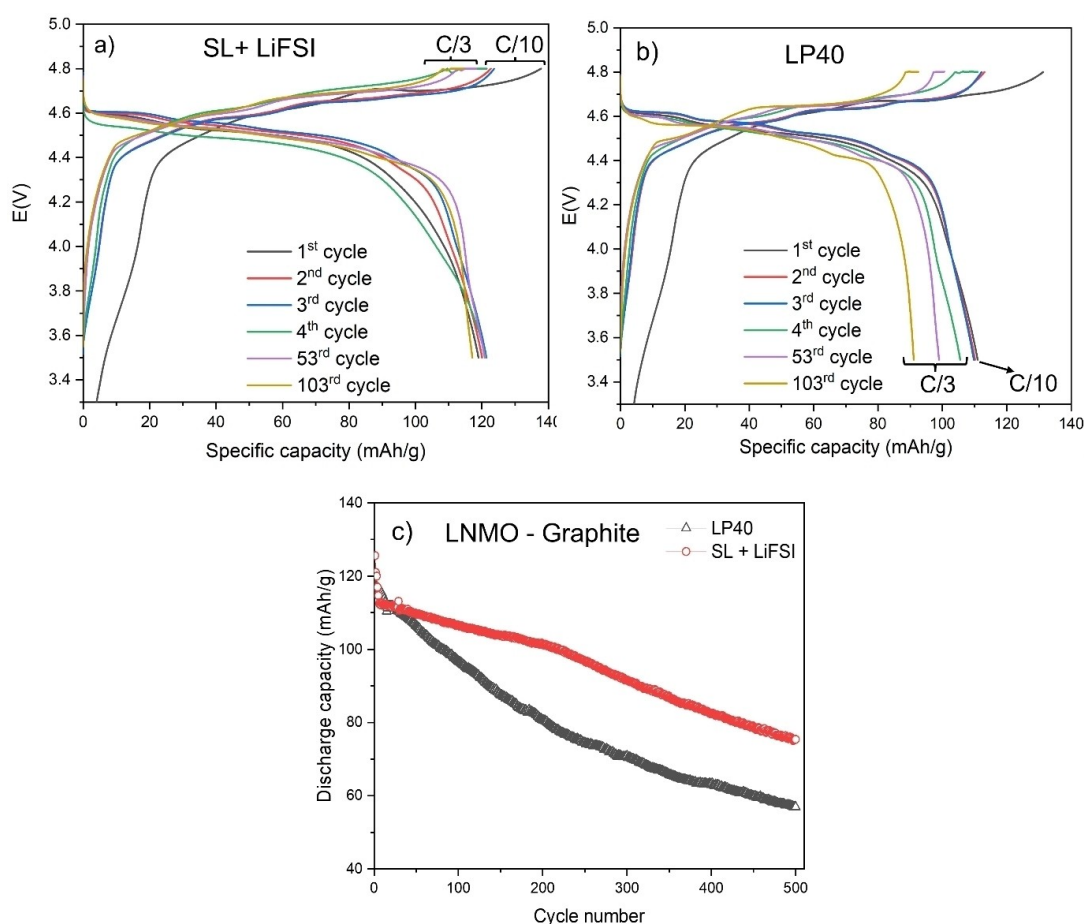 a)
SL+ LiFSI
C/3
C/10
5.0
4.8
4.6
4.4
4.2
4.0
3.8
3.6
3.4
E(V)
1st cycle
2nd cycle
3rd cycle
4th cycle
53rd cycle
103rd cycle
0 20 40 60 80 100 120 140
Specific capacity (mAh/g)
b)
LP40
5.0
4.8
4.6
4.4
4.2
4.0
3.8
3.6
3.4
E(V)
1st cycle
2nd cycle
3rd cycle
4th cycle
53rd cycle
103rd cycle
C/3
C/10
0 20 40 60 80 100 120 140
Specific capacity (mAh/g)
c)
LNMO - Graphite
LP40
SL + LiFSI
140
120
100
80
60
40
Discharge capacity (mAh/g)
0 100 200 300 400 500
Cycle number